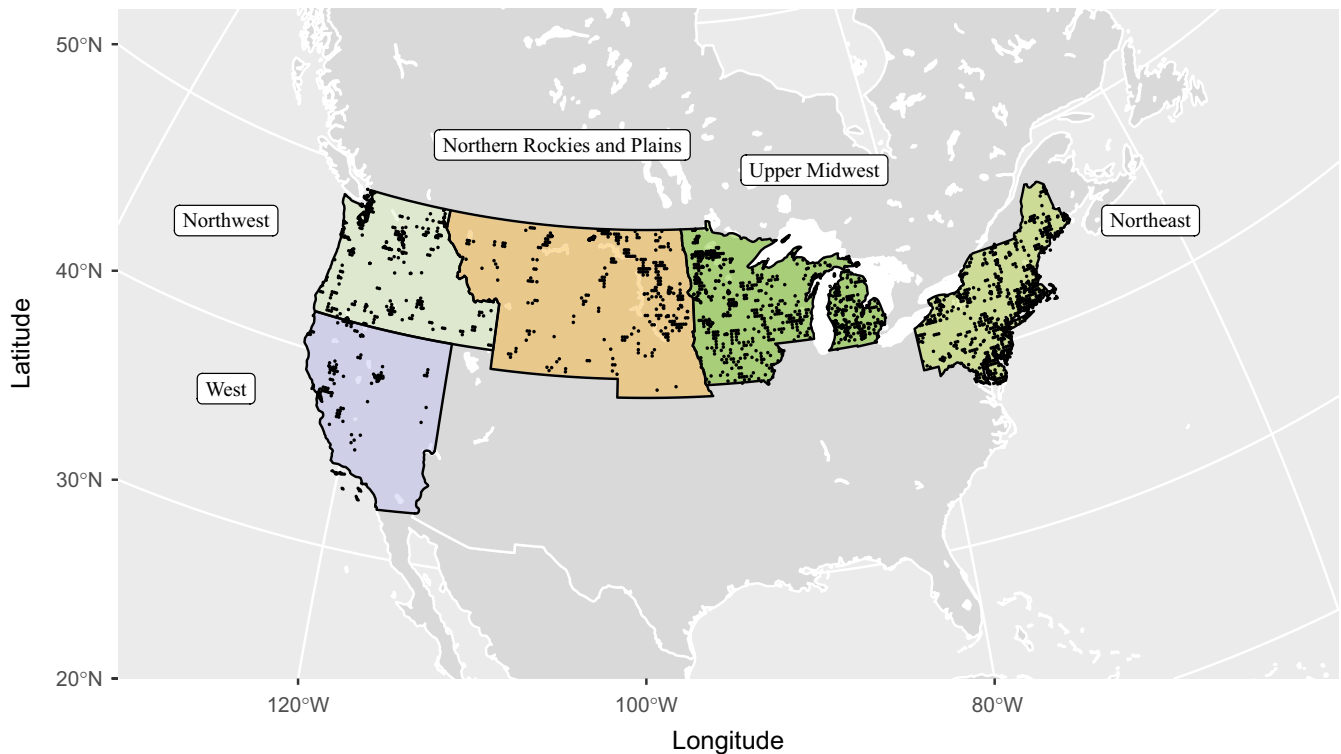 50°N
Northern Rockies and Plains
Upper Midwest
Northwest
Northeast
40°N
Latitude
West
30°N
20°N
120°W
100°W
80°W
Longitude